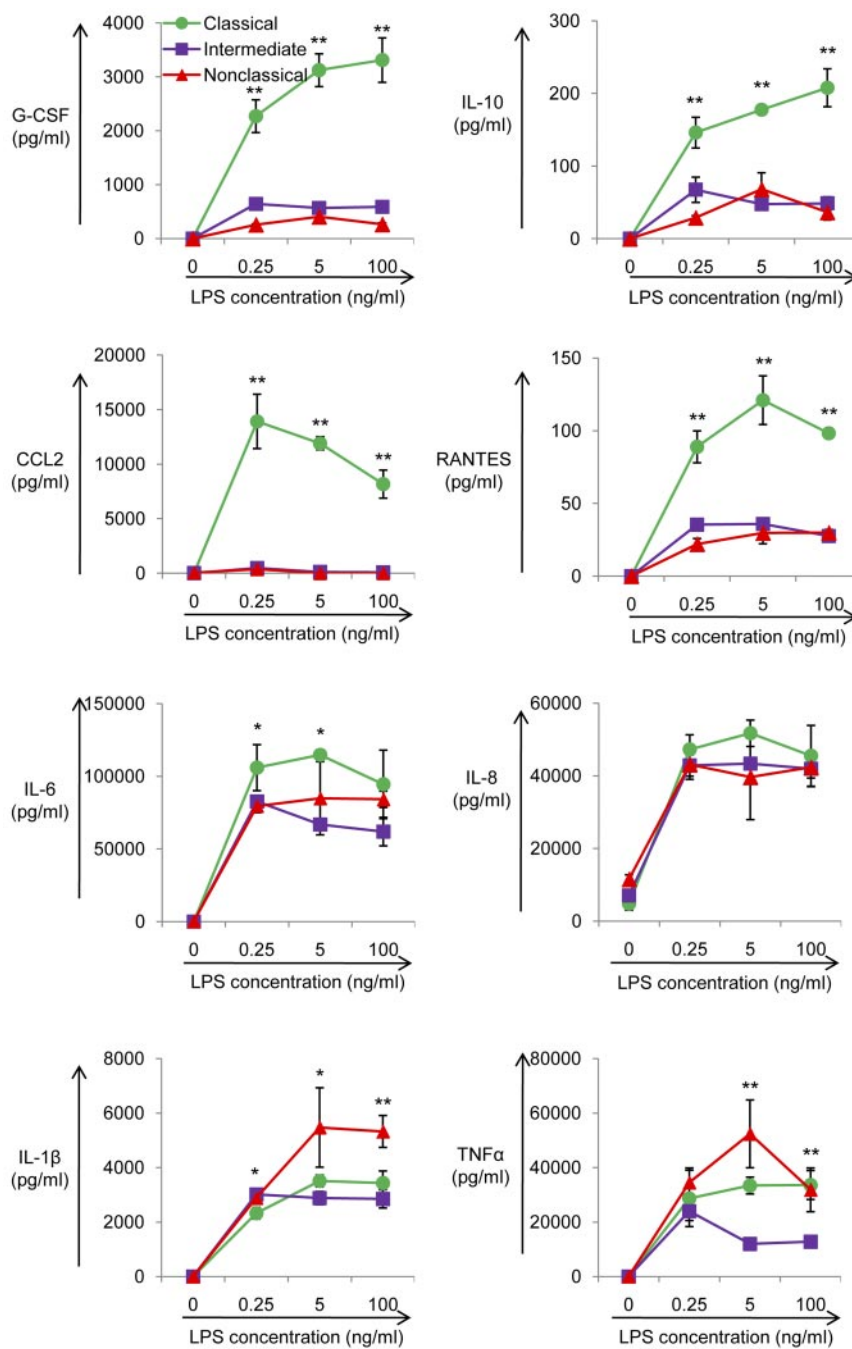 4000
3000
2000
1000
0
G-CSF
(pg/ml)
Classical
Intermediate
Nonclassical
**
**
**
0 0.25 5 100
LPS concentration (ng/ml)
300
200
100
0
IL-10
(pg/ml)
**
**
**
0 0.25 5 100
LPS concentration (ng/ml)
20000
15000
10000
5000
0
CCL2
(pg/ml)
**
**
**
0 0.25 5 100
LPS concentration (ng/ml)
150
100
50
0
RANTES
(pg/ml)
**
**
**
0 0.25 5 100
LPS concentration (ng/ml)
150000
100000
50000
0
IL-6
(pg/ml)
*
*
0 0.25 5 100
LPS concentration (ng/ml)
60000
40000
20000
0
IL-8
(pg/ml)
0 0.25 5 100
LPS concentration (ng/ml)
8000
6000
4000
2000
0
IL-1β
(pg/ml)
*
*
**
0 0.25 5 100
LPS concentration (ng/ml)
80000
60000
40000
20000
0
TNFα
(pg/ml)
**
**
0 0.25 5 100
LPS concentration (ng/ml)